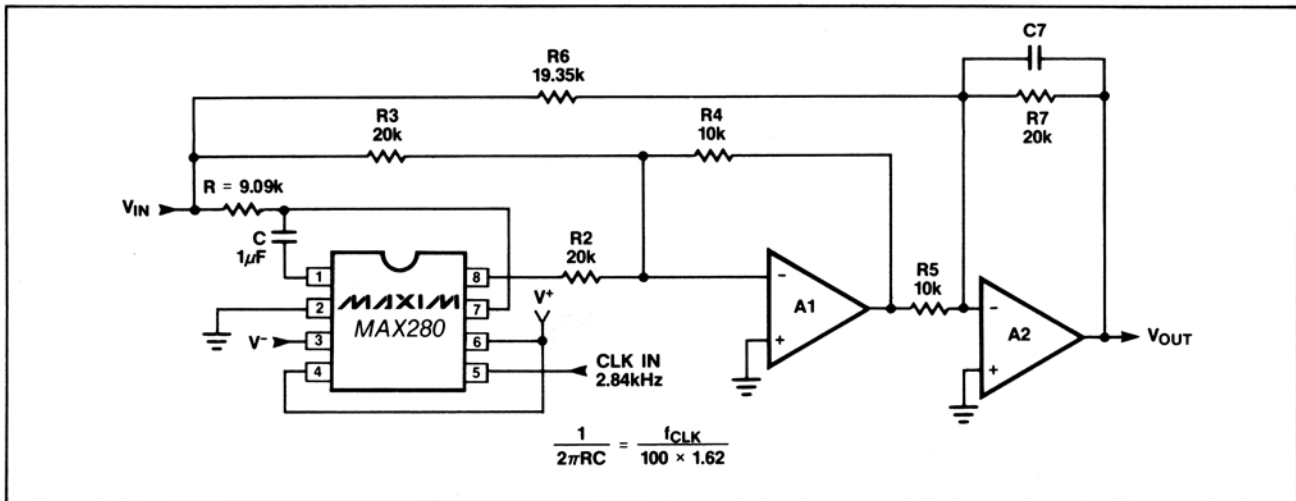 C7
R6
19.35k
R3
20k
R4
10k
R7
20k
R = 9.09k
VIN
C
1μF
R2
20k
1
8
MAXIM
MAX280
2
7
V+
V−
3
6
4
5
CLK IN
2.84kHz
−
A1
+
R5
10k
−
A2
+
VOUT
1
2πRC
=
fCLK
100 × 1.62